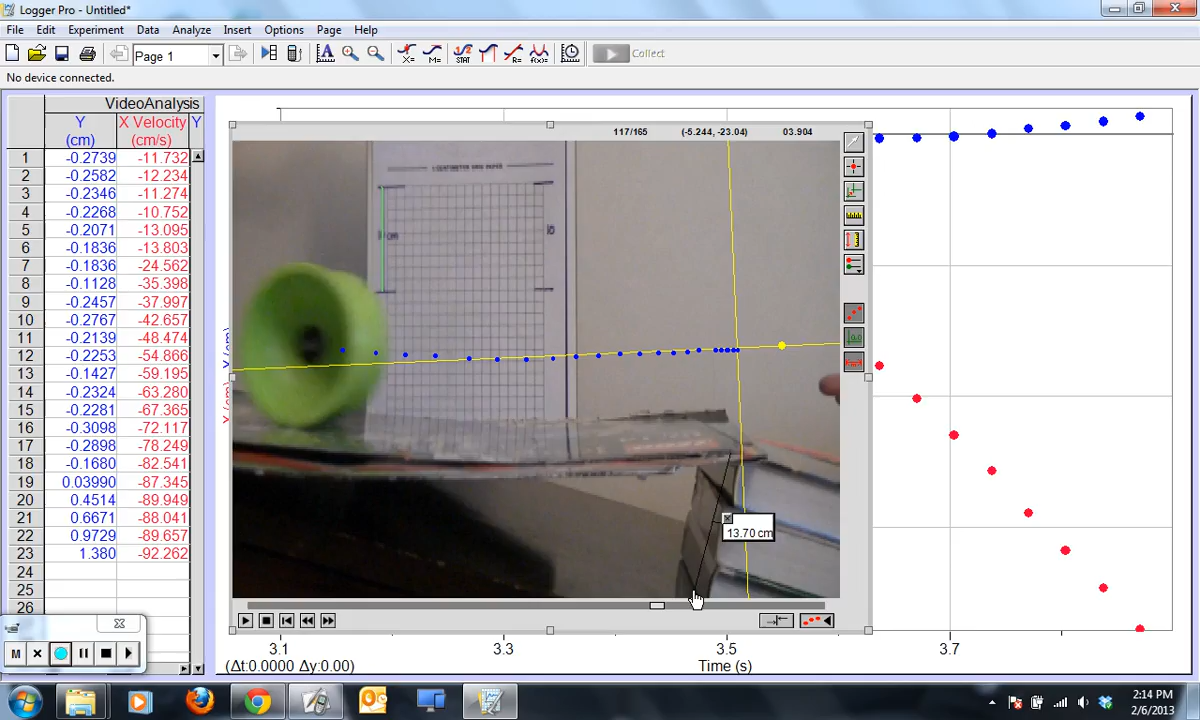 Logger Pro - Untitled*
File Edit Experiment Data Analyze Insert Options Page Help
Page 1
Collect
No device connected.
VideoAnalysis
Y X Velocity Y
(cm) (cm/s)
1 -0.2739 -11.732
2 -0.2582 -12.234
3 -0.2346 -11.274
4 -0.2268 -10.752
5 -0.2071 -13.095
6 -0.1836 -13.803
7 -0.1836 -24.562
8 -0.1128 -35.398
9 -0.2457 -37.997
10 -0.2767 -42.657
11 -0.2139 -48.474
12 -0.2253 -54.866
13 -0.1427 -59.195
14 -0.2324 -63.280
15 -0.2281 -67.365
16 -0.3098 -72.117
17 -0.2898 -78.249
18 -0.1680 -82.541
19 0.03990 -87.345
20 0.4514 -89.949
21 0.6671 -88.041
22 0.9729 -89.657
23 1.380 -92.262
24
25
26
117/165 (-5.244, -23.04) 03.904
1 CENTIMETER GRID PAPER
13.70 cm
3.1 3.3 3.5 3.7
(Δt:0.0000 Δy:0.00) Time (s)
M
2:14 PM
2/6/2013